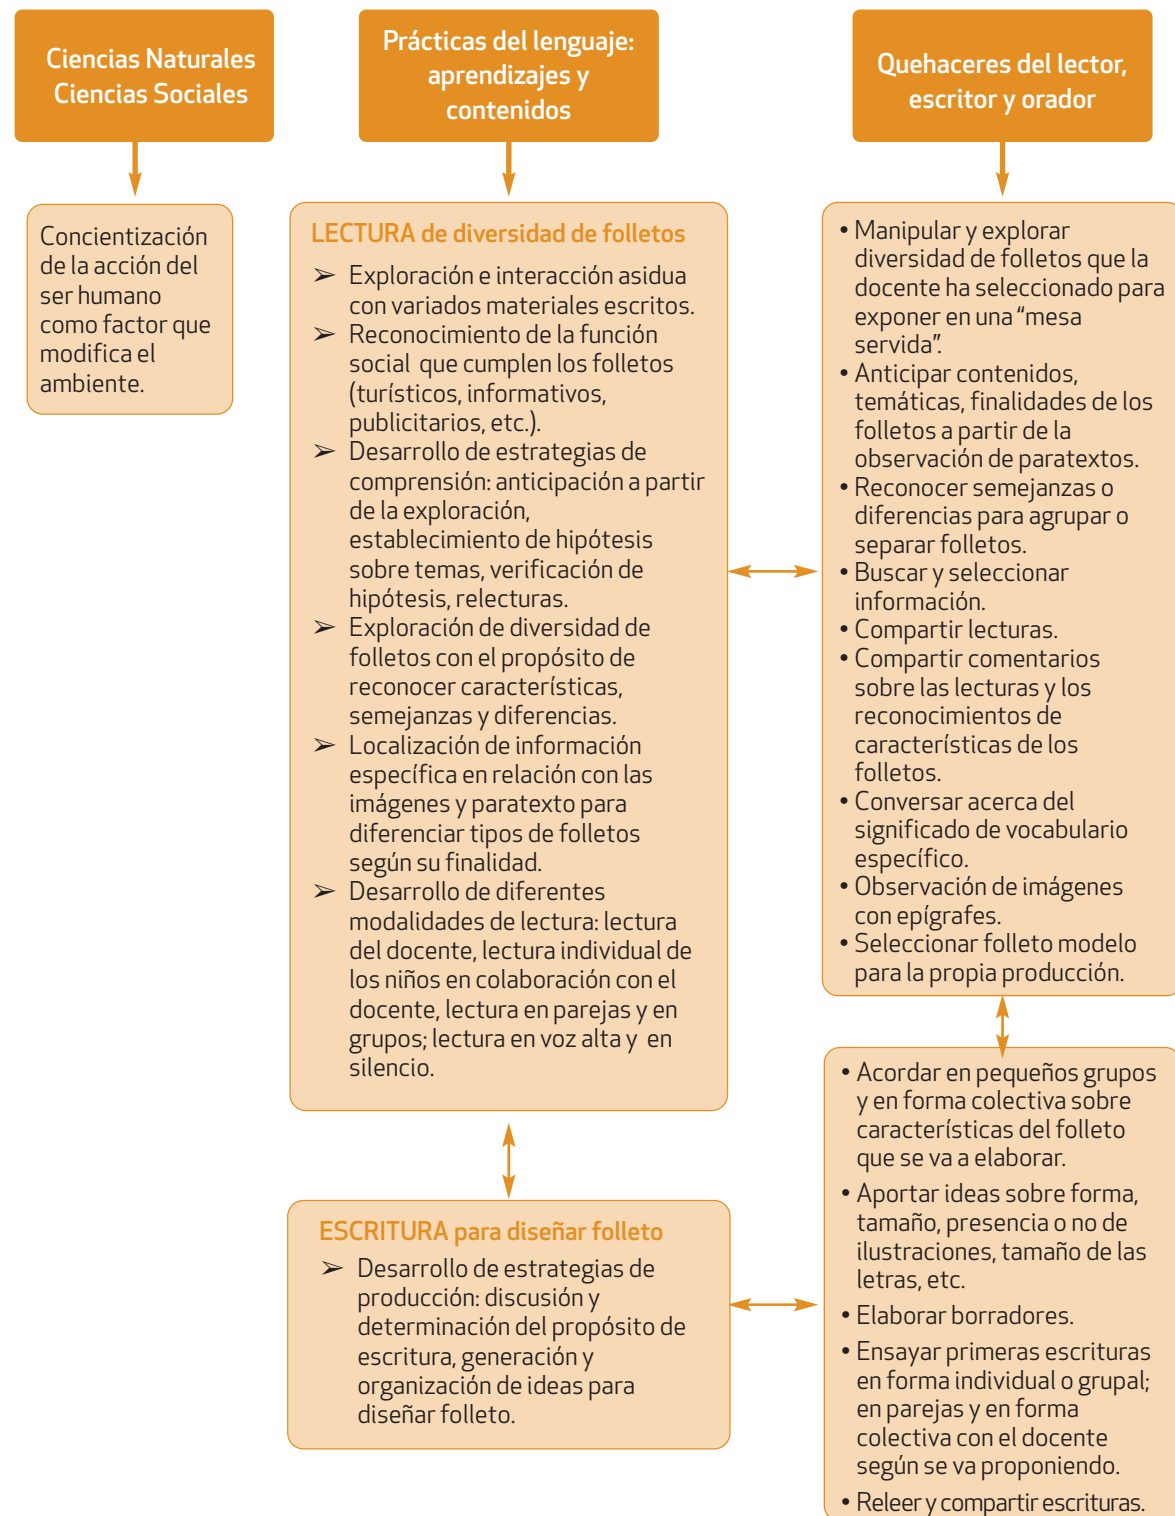 Ciencias Naturales
Ciencias Sociales
Prácticas del lenguaje:
aprendizajes y
contenidos
Quehaceres del lector,
escritor y orador
Concientización
de la acción del
ser humano
como factor que
modifica el
ambiente.
LECTURA de diversidad de folletos
➢ Exploración e interacción asidua
con variados materiales escritos.
➢ Reconocimiento de la función
social que cumplen los folletos
(turísticos, informativos,
publicitarios, etc.).
➢ Desarrollo de estrategias de
comprensión: anticipación a partir
de la exploración,
establecimiento de hipótesis
sobre temas, verificación de
hipótesis, relecturas.
➢ Exploración de diversidad de
folletos con el propósito de
reconocer características,
semejanzas y diferencias.
➢ Localización de información
específica en relación con las
imágenes y paratexto para
diferenciar tipos de folletos
según su finalidad.
➢ Desarrollo de diferentes
modalidades de lectura: lectura
del docente, lectura individual de
los niños en colaboración con el
docente, lectura en parejas y en
grupos; lectura en voz alta y en
silencio.
• Manipular y explorar
diversidad de folletos que la
docente ha seleccionado para
exponer en una “mesa
servida”.
• Anticipar contenidos,
temáticas, finalidades de los
folletos a partir de la
observación de paratextos.
• Reconocer semejanzas o
diferencias para agrupar o
separar folletos.
• Buscar y seleccionar
información.
• Compartir lecturas.
• Compartir comentarios
sobre las lecturas y los
reconocimientos de
características de los
folletos.
• Conversar acerca del
significado de vocabulario
específico.
• Observación de imágenes
con epígrafes.
• Seleccionar folleto modelo
para la propia producción.
ESCRITURA para diseñar folleto
➢ Desarrollo de estrategias de
producción: discusión y
determinación del propósito de
escritura, generación y
organización de ideas para
diseñar folleto.
• Acordar en pequeños grupos
y en forma colectiva sobre
características del folleto
que se va a elaborar.
• Aportar ideas sobre forma,
tamaño, presencia o no de
ilustraciones, tamaño de las
letras, etc.
• Elaborar borradores.
• Ensayar primeras escrituras
en forma individual o grupal;
en parejas y en forma
colectiva con el docente
según se va proponiendo.
• Releer y compartir escrituras.